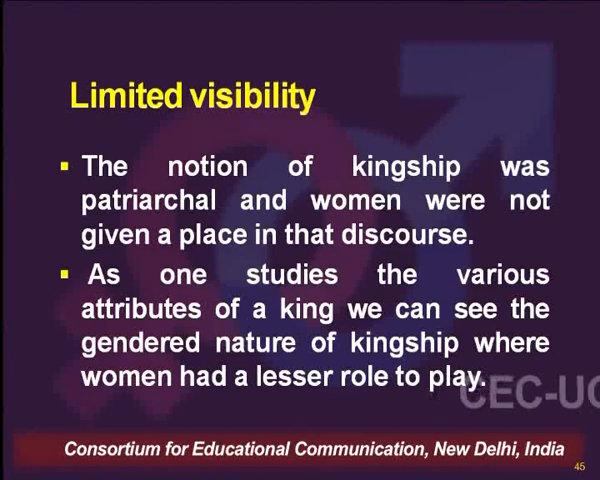 Limited visibility
▪ The notion of kingship was
patriarchal and women were not
given a place in that discourse.
▪ As one studies the various
attributes of a king we can see the
gendered nature of kingship where
women had a lesser role to play.
CEC-UG
Consortium for Educational Communication, New Delhi, India
45